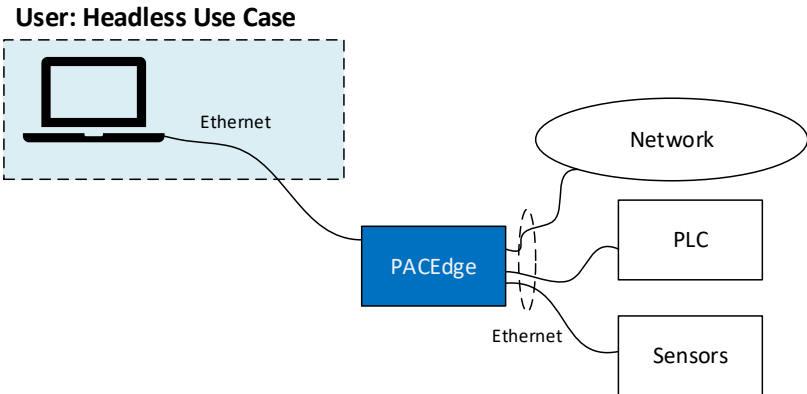 User: Headless Use Case
Ethernet
Network
PLC
PACEdge
Ethernet
Sensors